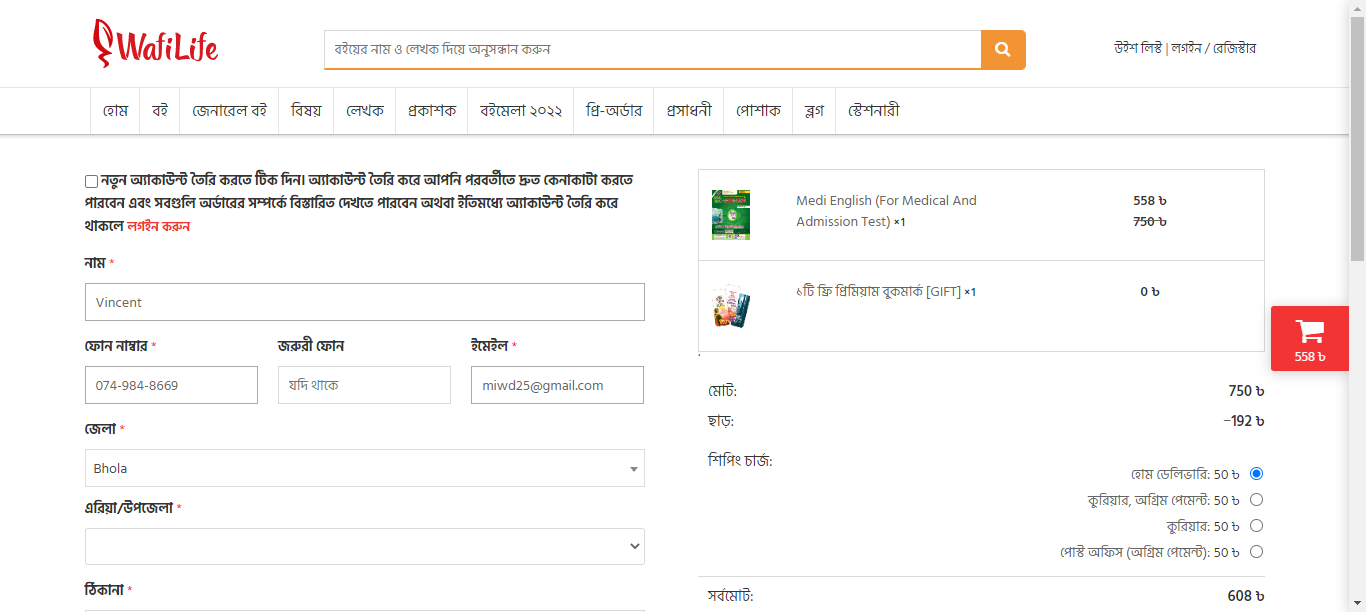 WafiLife
বইয়ের নাম ও লেখক দিয়ে অনুসন্ধান করুন
উইশ লিস্ট | লগইন / রেজিস্টার
হোম বই জেনারেল বই বিষয় লেখক প্রকাশক বইমেলা ২০২২ প্রি-অর্ডার প্রসাধনী পোশাক ব্লগ স্টেশনারী
নতুন অ্যাকাউন্ট তৈরি করতে টিক দিন। অ্যাকাউন্ট তৈরি করে আপনি পরবর্তীতে দ্রুত কেনাকাটা করতে
পারবেন এবং সবগুলি অর্ডারের সম্পর্কে বিস্তারিত দেখতে পারবেন অথবা ইতিমধ্যে অ্যাকাউন্ট তৈরি করে
থাকলে লগইন করুন
নাম *
Vincent
ফোন নাম্বার * জরুরী ফোন ইমেইল *
074-984-8669 যদি থাকে miwd25@gmail.com
জেলা *
Bhola
এরিয়া/উপজেলা *
ঠিকানা *
Medi English (For Medical And 558 ৳
Admission Test) ×1 750 ৳
১টি ফ্রি প্রিমিয়াম বুকমার্ক [GIFT] ×1 0 ৳
558 ৳
মোট: 750 ৳
ছাড়: -192 ৳
শিপিং চার্জ:
হোম ডেলিভারি: 50 ৳
কুরিয়ার, অগ্রিম পেমেন্ট: 50 ৳
কুরিয়ার: 50 ৳
পোস্ট অফিস (অগ্রিম পেমেন্ট): 50 ৳
সর্বমোট: 608 ৳